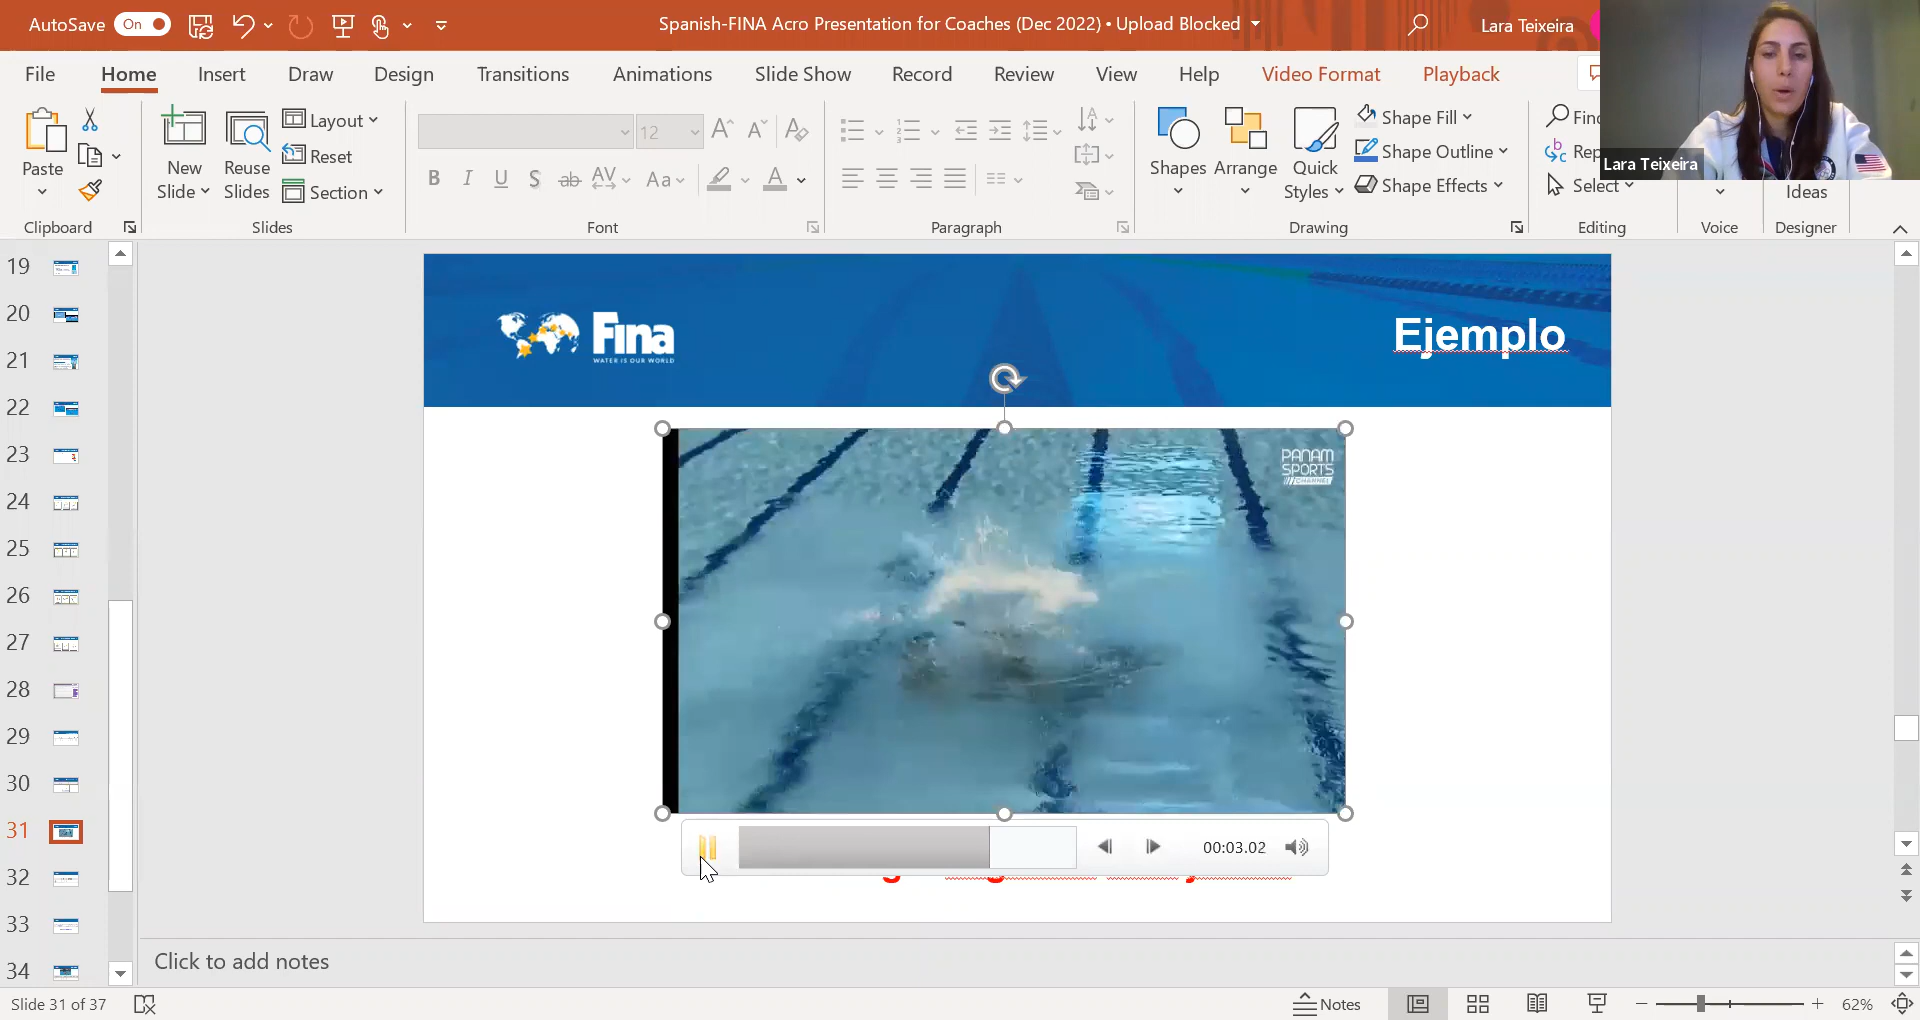 AutoSave On
Spanish-FINA Acro Presentation for Coaches (Dec 2022) • Upload Blocked
Lara Teixeira
File Home Insert Draw Design Transitions Animations Slide Show Record Review View Help Video Format Playback
Paste
New Slide
Reuse Slides
Layout
Reset
Section
12
B I U S ab AV Aa A
Shapes
Arrange
Quick Styles
Shape Fill
Shape Outline
Shape Effects
Select
Ideas
Lara Teixeira
Clipboard Slides Font Paragraph Drawing Editing Voice Designer
19
20
21
22
23
24
25
26
27
28
29
30
31
32
33
34
Fina
WATER IS OUR WORLD
Ejemplo
PANAM
SPORTS
CHANNEL
00:03.02
Click to add notes
Slide 31 of 37
Notes
62%